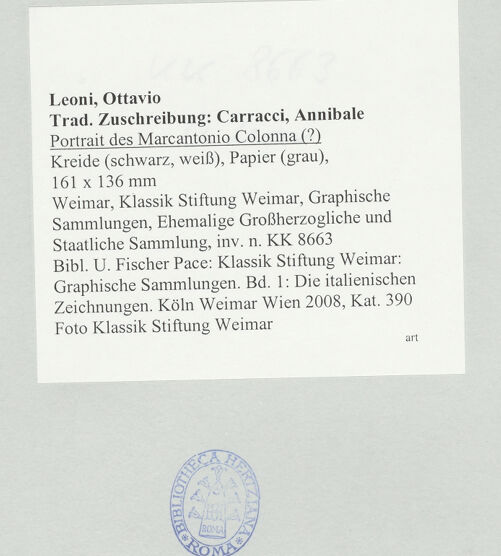 KK 8663
Leoni, Ottavio
Trad. Zuschreibung: Carracci, Annibale
Portrait des Marcantonio Colonna (?)
Kreide (schwarz, weiß), Papier (grau),
161 x 136 mm
Weimar, Klassik Stiftung Weimar, Graphische
Sammlungen, Ehemalige Großherzogliche und
Staatliche Sammlung, inv. n. KK 8663
Bibl. U. Fischer Pace: Klassik Stiftung Weimar:
Graphische Sammlungen. Bd. 1: Die italienischen
Zeichnungen. Köln Weimar Wien 2008, Kat. 390
Foto Klassik Stiftung Weimar
art
BIBLIOTHECA HERTZIANA
ROMA
ROMA